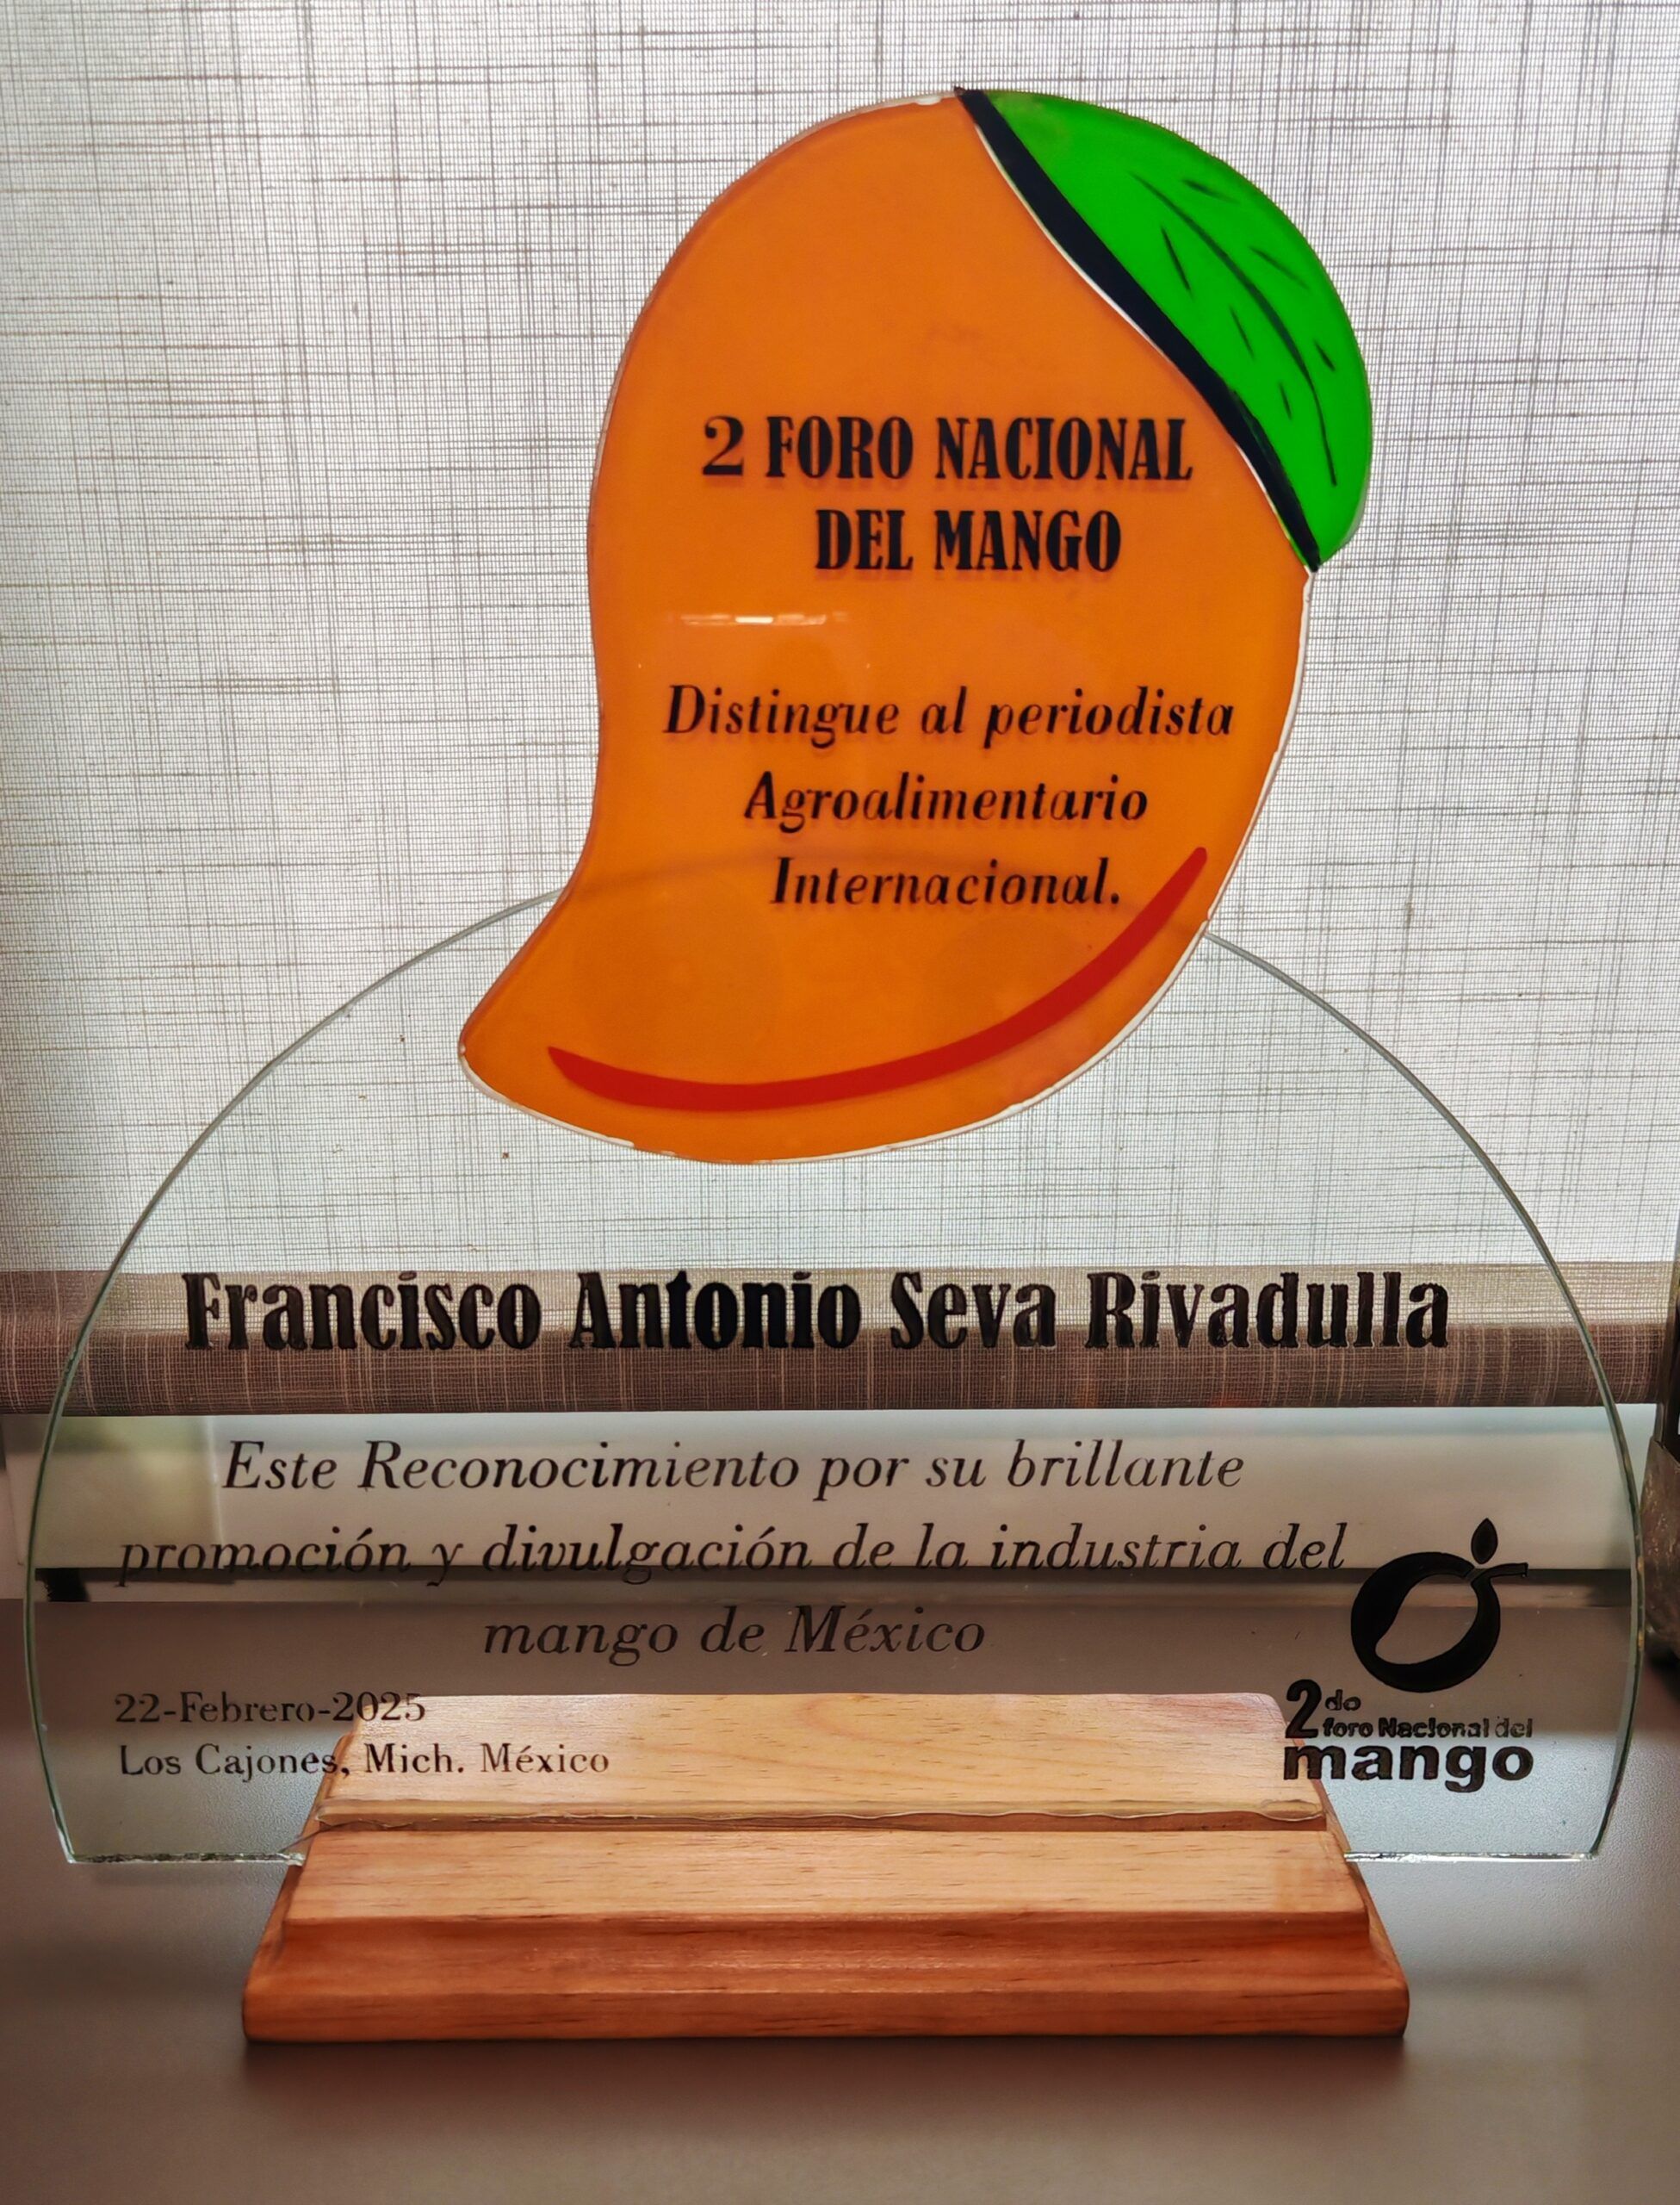 2 FORO NACIONAL
DEL MANGO
Distingue al periodista
Agroalimentario
Internacional.
Francisco Antonio Seva Rivadulla
Este Reconocimiento por su brillante
promoción y divulgación de la industria del
mango de México
22-Febrero-2025
Los Cajones, Mich. México
2do
foro Nacional del
mango